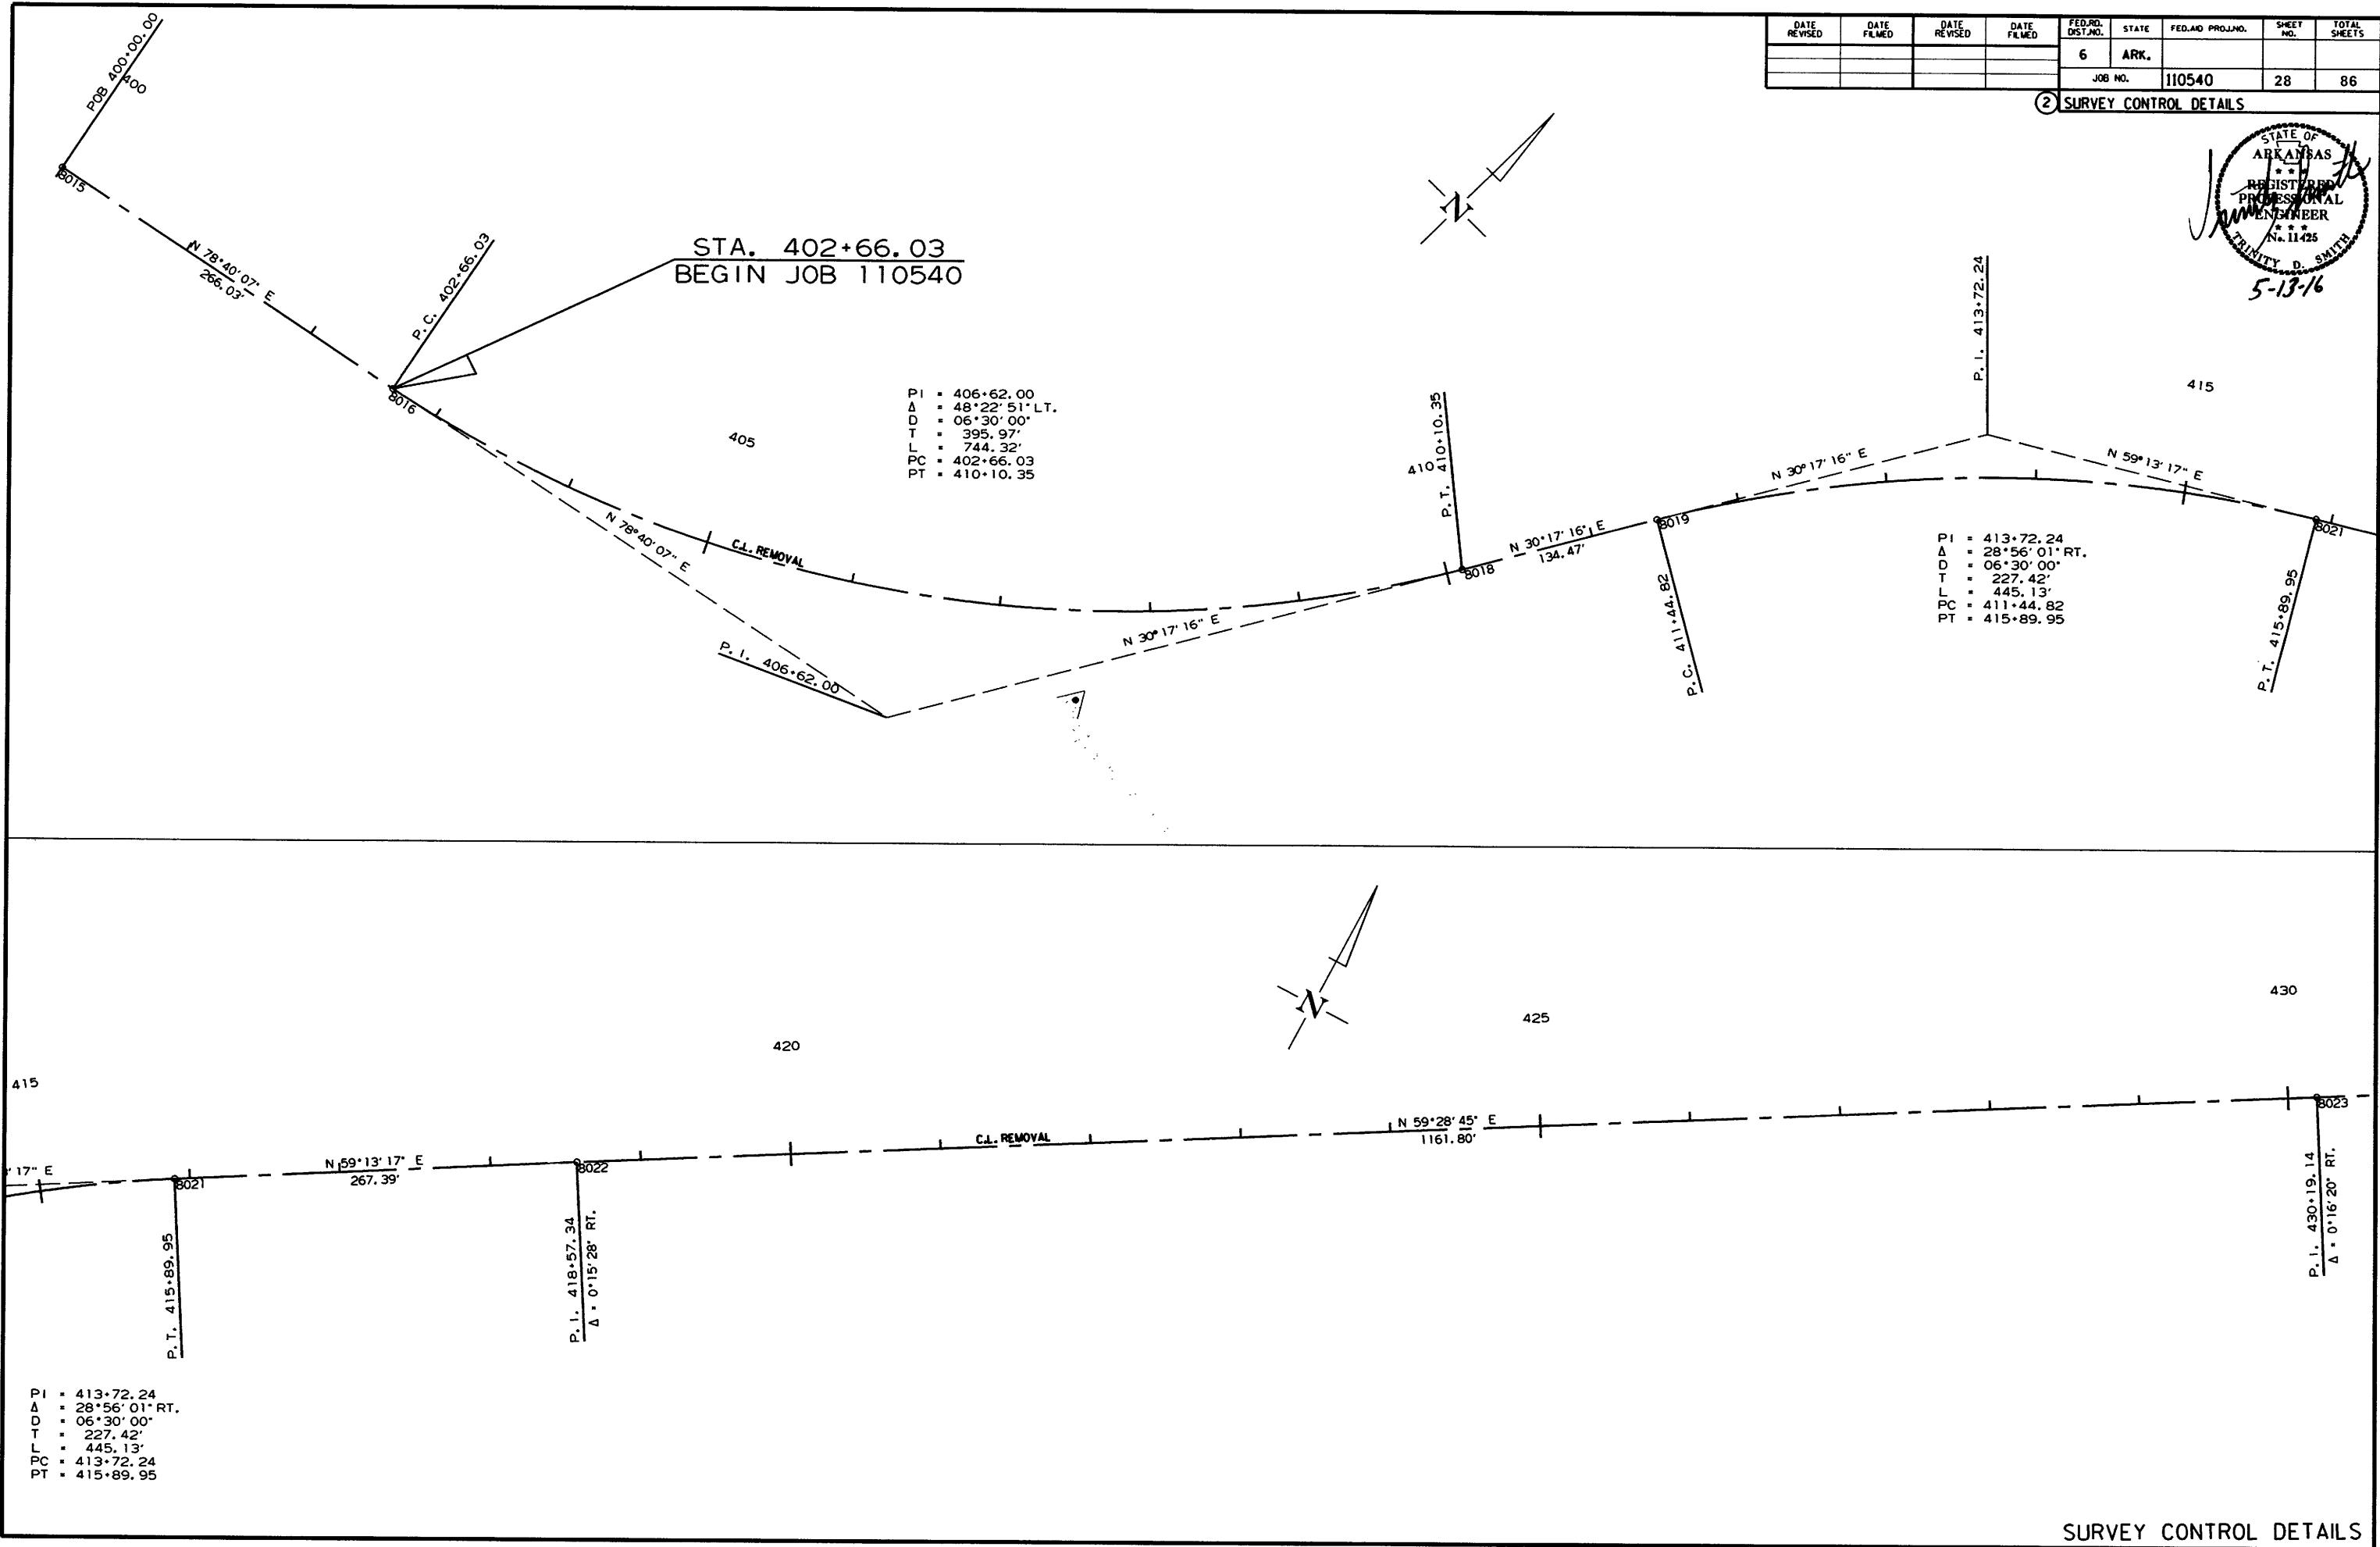 DATE REVISED DATE FILMED DATE REVISED DATE FILMED FED.RD. DIST.NO. STATE FED.AID PROJ.NO. SHEET NO. TOTAL SHEETS
6 ARK.
JOB NO. 110540 28 86
2 SURVEY CONTROL DETAILS
STATE OF
ARKANSAS
* * *
REGISTERED
PROFESSIONAL
ENGINEER
* * *
No. 11425
TRINITY D. SMITH
5-13-16
POB 400+00.00
400
8015
N 78°40'07" E
266.03'
P.C. 402+66.03
8016
STA. 402+66.03
BEGIN JOB 110540
405
PI = 406+62.00
Δ = 48°22'51" LT.
D = 06°30'00"
T = 395.97'
L = 744.32'
PC = 402+66.03
PT = 410+10.35
N 78°40'07" E
C.L. REMOVAL
P.I. 406+62.00
N 30°17'16" E
410
P.T. 410+10.35
8018
N 30°17'16" E
134.47'
8019
P.C. 411+44.82
N 30°17'16" E
P.I. 413+72.24
415
N 59°13'17" E
8021
PI = 413+72.24
Δ = 28°56'01" RT.
D = 06°30'00"
T = 227.42'
L = 445.13'
PC = 411+44.82
PT = 415+89.95
P.T. 415+89.95
N
N
415
420
425
430
' 17" E
8021
N 59°13'17" E
267.39'
8022
C.L. REMOVAL
N 59°28'45" E
1161.80'
8023
P.T. 415+89.95
P.I. 418+57.34
Δ = 0°15'28" RT.
P.I. 430+19.14
Δ = 0°16'20" RT.
PI = 413+72.24
Δ = 28°56'01" RT.
D = 06°30'00"
T = 227.42'
L = 445.13'
PC = 413+72.24
PT = 415+89.95
SURVEY CONTROL DETAILS